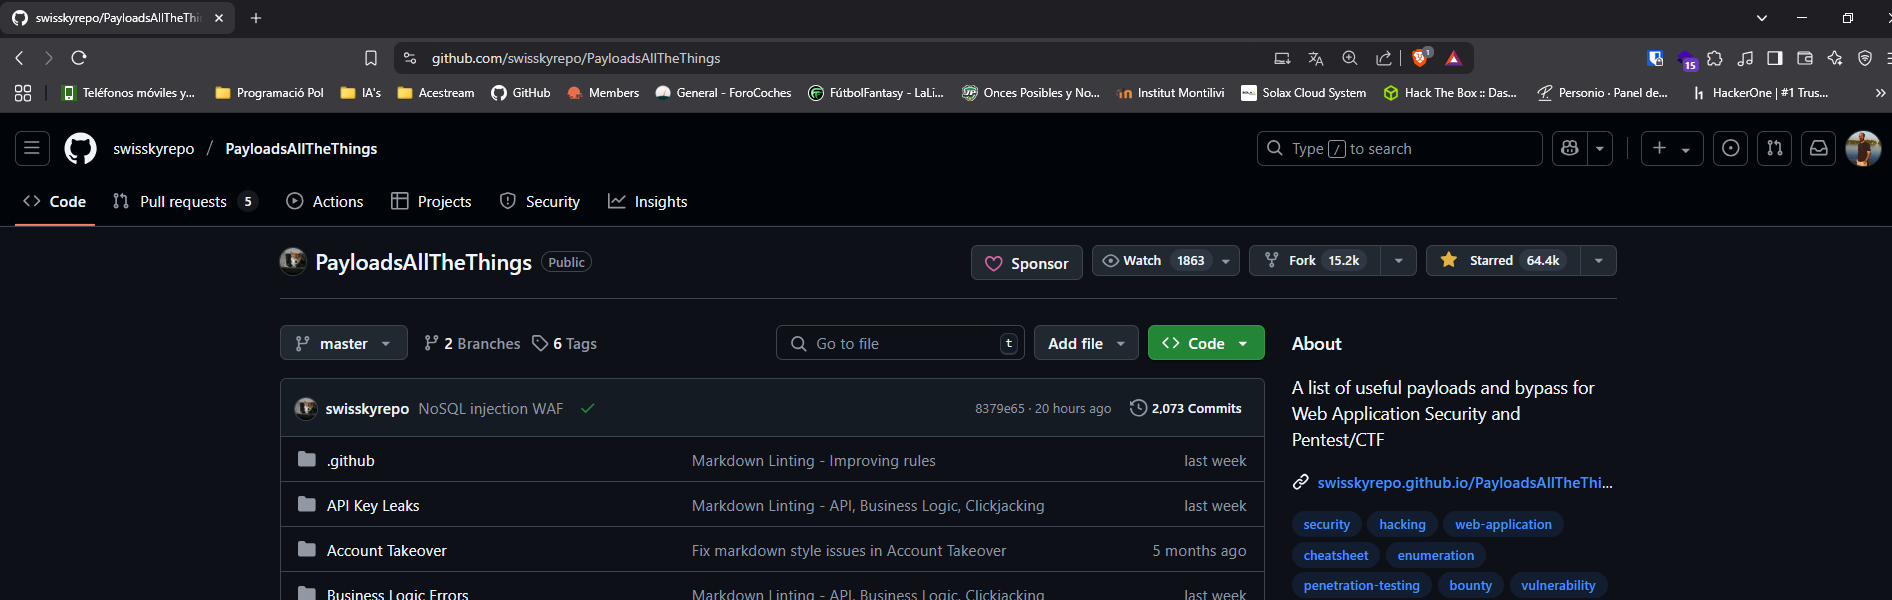 swisskyrepo/PayloadsAllTheThi
github.com/swisskyrepo/PayloadsAllTheThings
1
15
Teléfonos móviles y...
Programació Pol
IA's
Acestream
GitHub
Members
General - ForoCoches
FútbolFantasy - LaLi...
Onces Posibles y No...
Institut Montilivi
Solax Cloud System
Hack The Box :: Das...
Personio · Panel de...
HackerOne | #1 Trus...
swisskyrepo / PayloadsAllTheThings
Type / to search
Code
Pull requests 5
Actions
Projects
Security
Insights
PayloadsAllTheThings Public
Sponsor
Watch 1863
Fork 15.2k
Starred 64.4k
master
2 Branches
6 Tags
Go to file t
Add file
Code
swisskyrepo NoSQL injection WAF
8379e65 · 20 hours ago
2,073 Commits
.github Markdown Linting - Improving rules last week
API Key Leaks Markdown Linting - API, Business Logic, Clickjacking last week
Account Takeover Fix markdown style issues in Account Takeover 5 months ago
Business Logic Errors Markdown Linting - API, Business Logic, Clickjacking last week
About
A list of useful payloads and bypass for
Web Application Security and
Pentest/CTF
swisskyrepo.github.io/PayloadsAllTheThi...
security hacking web-application
cheatsheet enumeration
penetration-testing bounty vulnerability